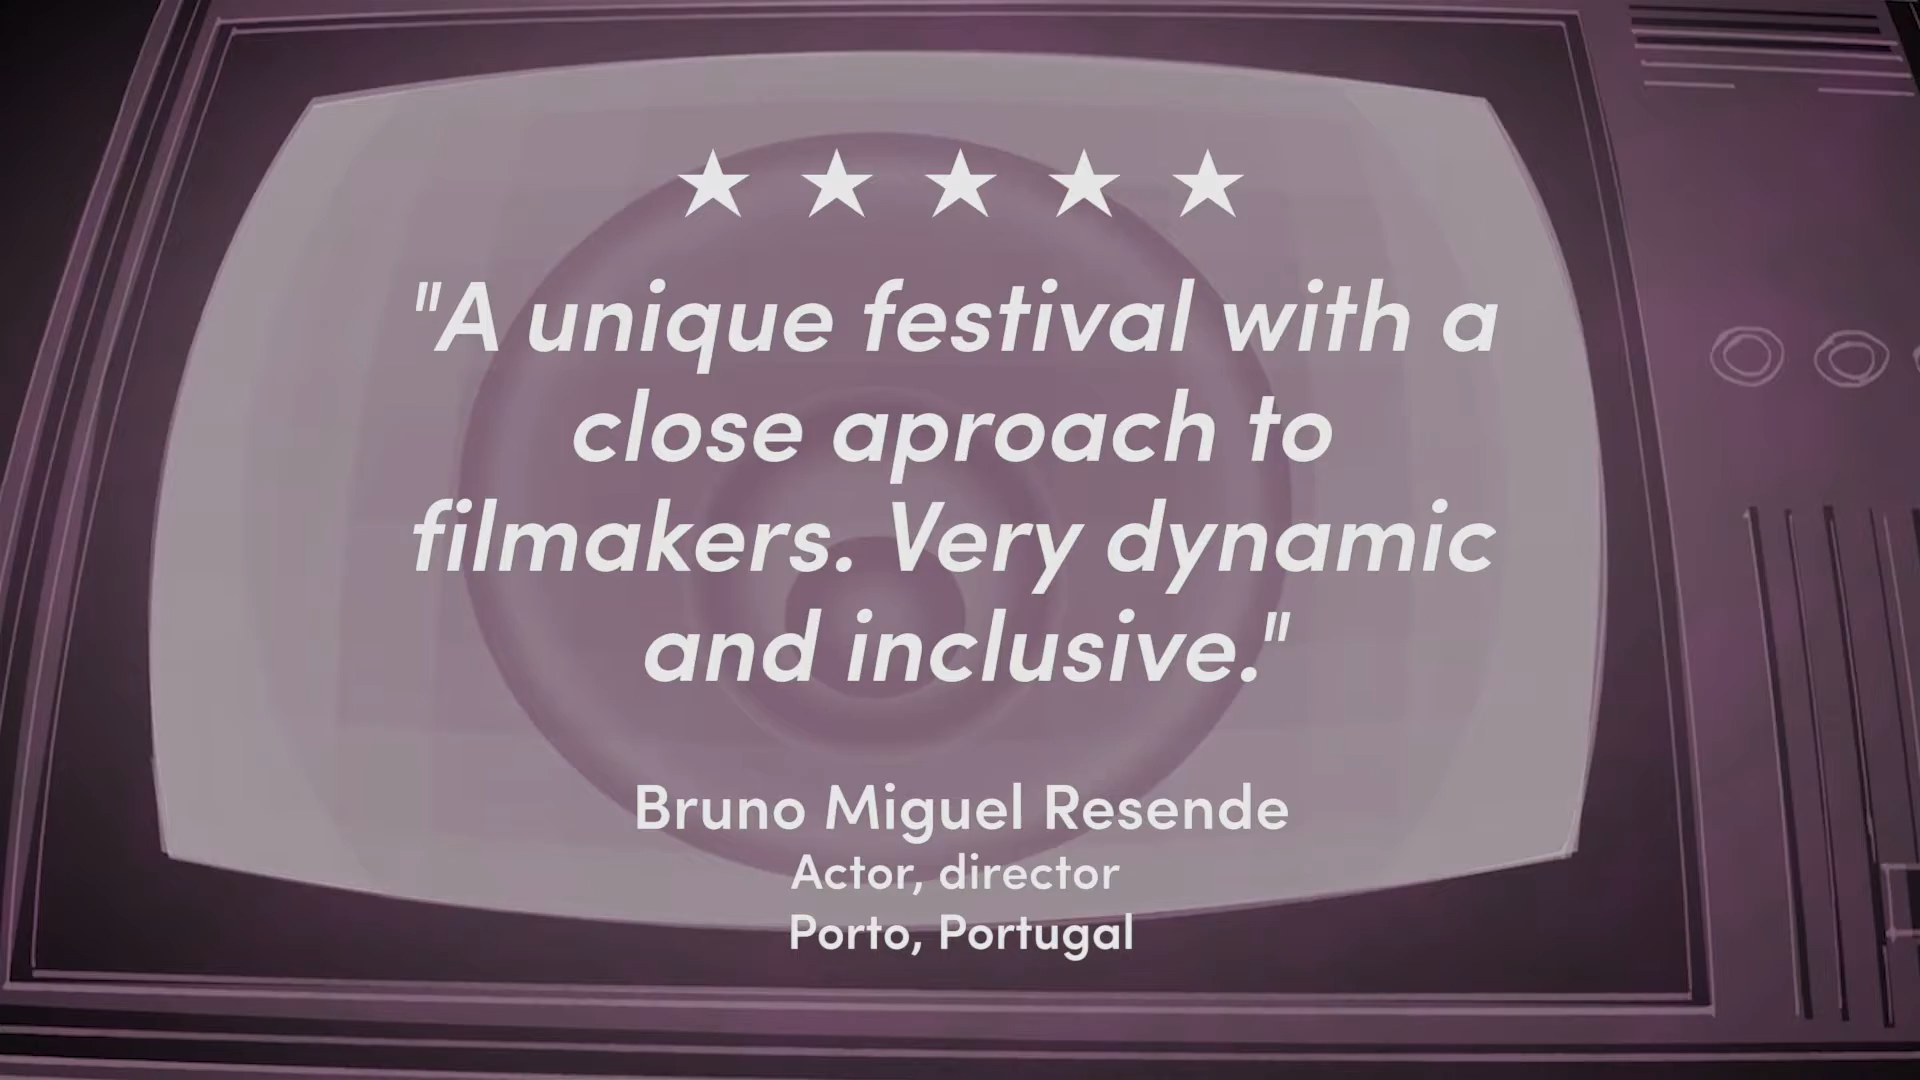 ★ ★ ★ ★ ★
"A unique festival with a
close aproach to
filmakers. Very dynamic
and inclusive."
Bruno Miguel Resende
Actor, director
Porto, Portugal